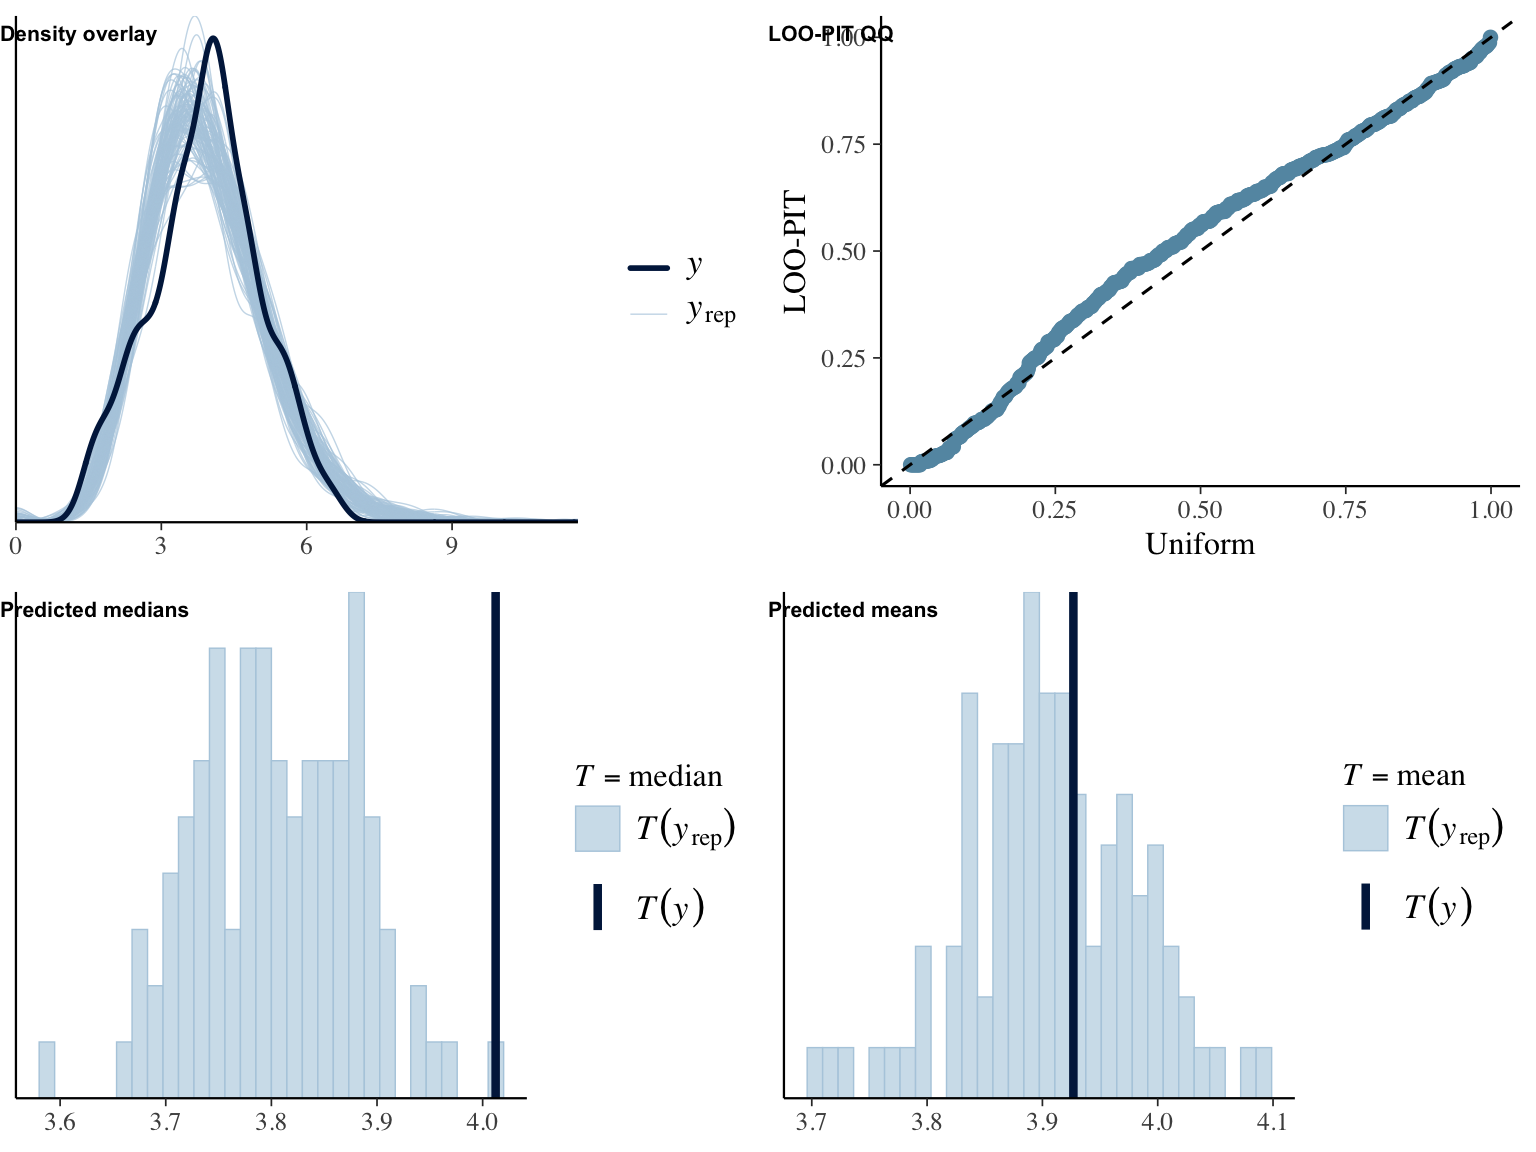 Density overlay
y
y rep
0 3 6 9
LOO-PIT QQ
1.00
0.75
0.50
0.25
0.00
LOO-PIT
0.00 0.25 0.50 0.75 1.00
Uniform
Predicted medians
T = median
T(y rep)
T(y)
3.6 3.7 3.8 3.9 4.0
Predicted means
T = mean
T(y rep)
T(y)
3.7 3.8 3.9 4.0 4.1